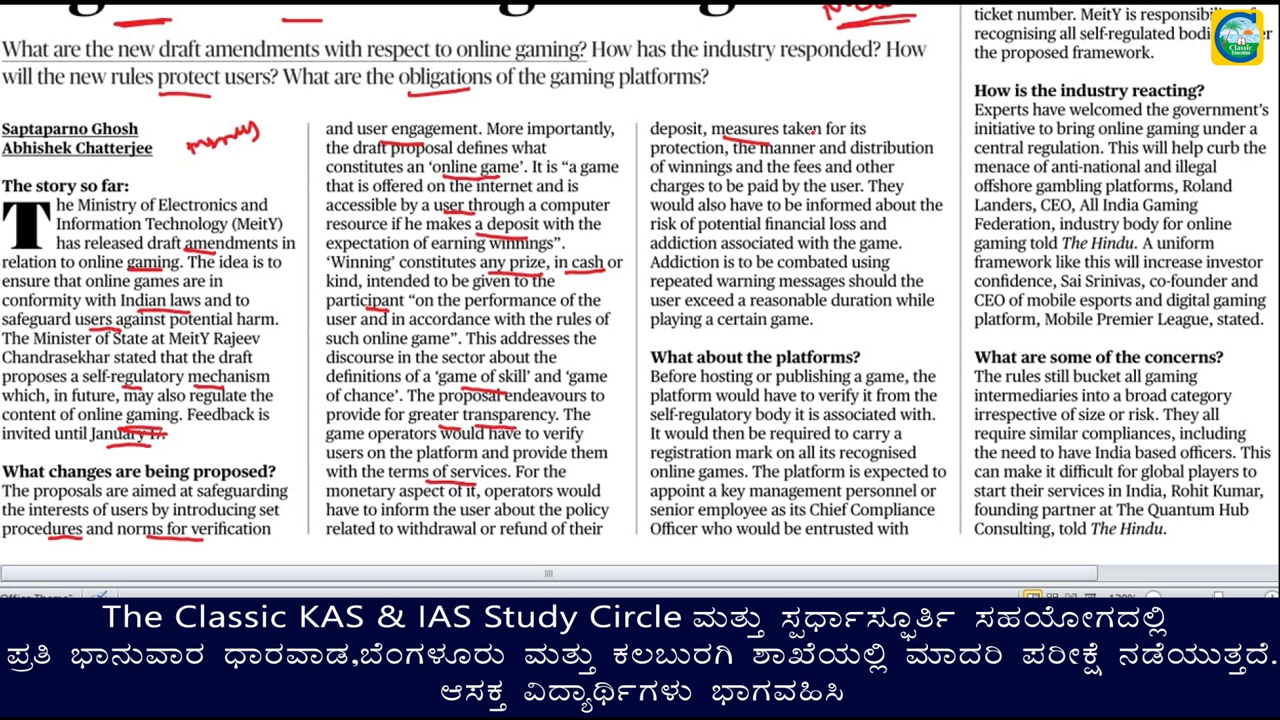 What are the new draft amendments with respect to online gaming? How has the industry responded? How
will the new rules protect users? What are the obligations of the gaming platforms?
Saptaparno Ghosh
Abhishek Chatterjee
The story so far:
The Ministry of Electronics and
Information Technology (MeitY)
has released draft amendments in
relation to online gaming. The idea is to
ensure that online games are in
conformity with Indian laws and to
safeguard users against potential harm.
The Minister of State at MeitY Rajeev
Chandrasekhar stated that the draft
proposes a self-regulatory mechanism
which, in future, may also regulate the
content of online gaming. Feedback is
invited until January 17.
What changes are being proposed?
The proposals are aimed at safeguarding
the interests of users by introducing set
procedures and norms for verification
and user engagement. More importantly,
the draft proposal defines what
constitutes an ‘online game’. It is “a game
that is offered on the internet and is
accessible by a user through a computer
resource if he makes a deposit with the
expectation of earning winnings”.
‘Winning’ constitutes any prize, in cash or
kind, intended to be given to the
participant “on the performance of the
user and in accordance with the rules of
such online game”. This addresses the
discourse in the sector about the
definitions of a ‘game of skill’ and ‘game
of chance’. The proposal endeavours to
provide for greater transparency. The
game operators would have to verify
users on the platform and provide them
with the terms of services. For the
monetary aspect of it, operators would
have to inform the user about the policy
related to withdrawal or refund of their
deposit, measures taken for its
protection, the manner and distribution
of winnings and the fees and other
charges to be paid by the user. They
would also have to be informed about the
risk of potential financial loss and
addiction associated with the game.
Addiction is to be combated using
repeated warning messages should the
user exceed a reasonable duration while
playing a certain game.
What about the platforms?
Before hosting or publishing a game, the
platform would have to verify it from the
self-regulatory body it is associated with.
It would then be required to carry a
registration mark on all its recognised
online games. The platform is expected to
appoint a key management personnel or
senior employee as its Chief Compliance
Officer who would be entrusted with
ticket number. MeitY is responsible
recognising all self-regulated
the proposed framework.
How is the industry reacting?
Experts have welcomed the government’s
initiative to bring online gaming under a
central regulation. This will help curb the
menace of anti-national and illegal
offshore gambling platforms, Roland
Landers, CEO, All India Gaming
Federation, industry body for online
gaming told The Hindu. A uniform
framework like this will increase investor
confidence, Sai Srinivas, co-founder and
CEO of mobile esports and digital gaming
platform, Mobile Premier League, stated.
What are some of the concerns?
The rules still bucket all gaming
intermediaries into a broad category
irrespective of size or risk. They all
require similar compliances, including
the need to have India based officers. This
can make it difficult for global players to
start their services in India, Rohit Kumar,
founding partner at The Quantum Hub
Consulting, told The Hindu.
Classic
Education
The Classic KAS & IAS Study Circle ಮತ್ತು ಸ್ಪರ್ಧಾಸ್ಫೂರ್ತಿ ಸಹಯೋಗದಲ್ಲಿ
ಪ್ರತಿ ಭಾನುವಾರ ಧಾರವಾಡ,ಬೆಂಗಳೂರು ಮತ್ತು ಕಲಬುರಗಿ ಶಾಖೆಯಲ್ಲಿ ಮಾದರಿ ಪರೀಕ್ಷೆ ನಡೆಯುತ್ತದೆ.
ಆಸಕ್ತ ವಿದ್ಯಾರ್ಥಿಗಳು ಭಾಗವಹಿಸಿ